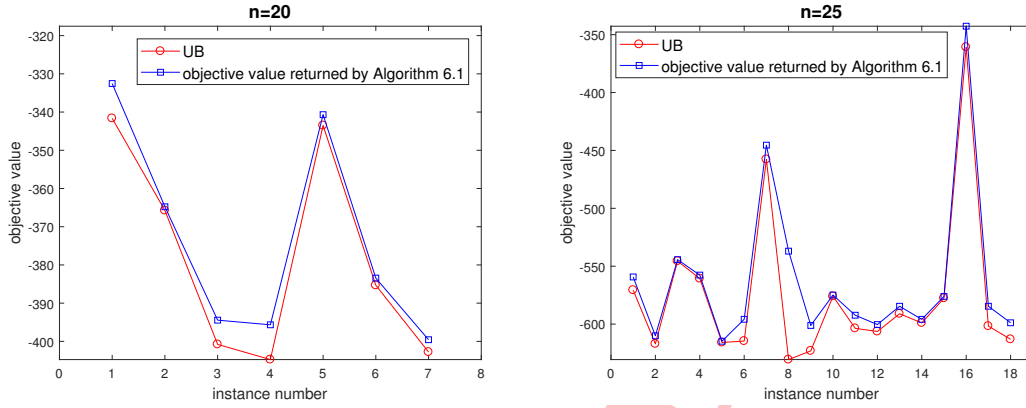 n=20
-320
-330
-340
-350
-360
-370
-380
-390
-400
objective value
UB
objective value returned by Algorithm 6.1
0 1 2 3 4 5 6 7 8
instance number
n=25
-350
-400
-450
-500
-550
-600
objective value
UB
objective value returned by Algorithm 6.1
0 2 4 6 8 10 12 14 16 18
instance number